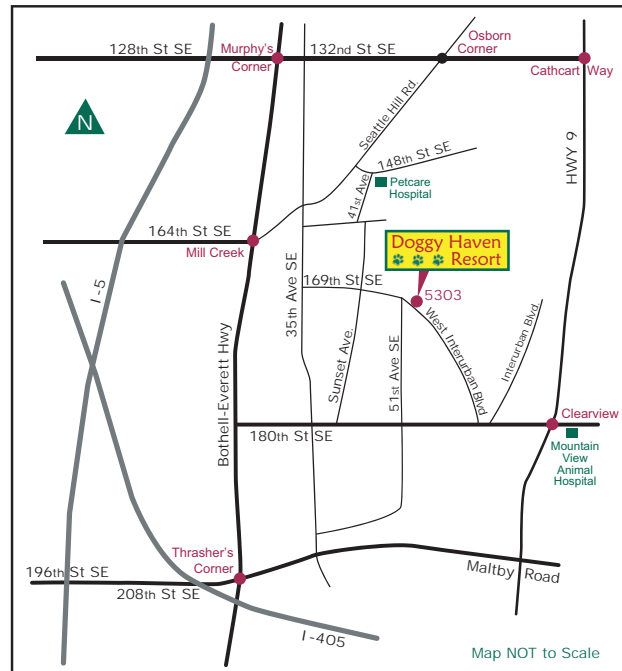 128th St SE
Murphy's
Corner
132nd St SE
Osborn
Corner
Cathcart Way
N
Seattle Hill Rd.
148th St SE
Petcare
Hospital
41st Ave
HWY 9
164th St SE
Mill Creek
Doggy Haven
Resort
5303
I-5
35th Ave SE
169th St SE
Sunset Ave.
51st Ave SE
West Interurban Blvd.
Interurban Blvd.
Bothell-Everett Hwy
180th St SE
Clearview
Mountain
View
Animal
Hospital
Thrasher's
Corner
196th St SE
208th St SE
Maltby Road
I-405
Map NOT to Scale